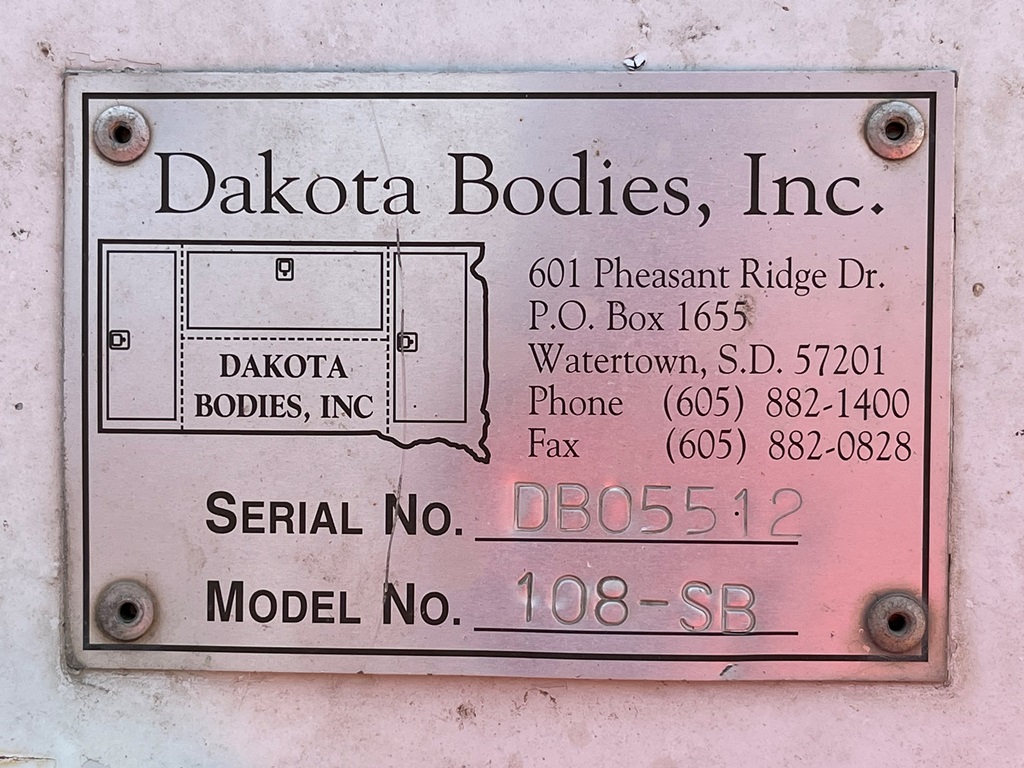 Dakota Bodies, Inc.
DAKOTA
BODIES, INC
601 Pheasant Ridge Dr.
P.O. Box 1655
Watertown, S.D. 57201
Phone (605) 882-1400
Fax (605) 882-0828
SERIAL NO. DB05512
MODEL NO. 108-SB